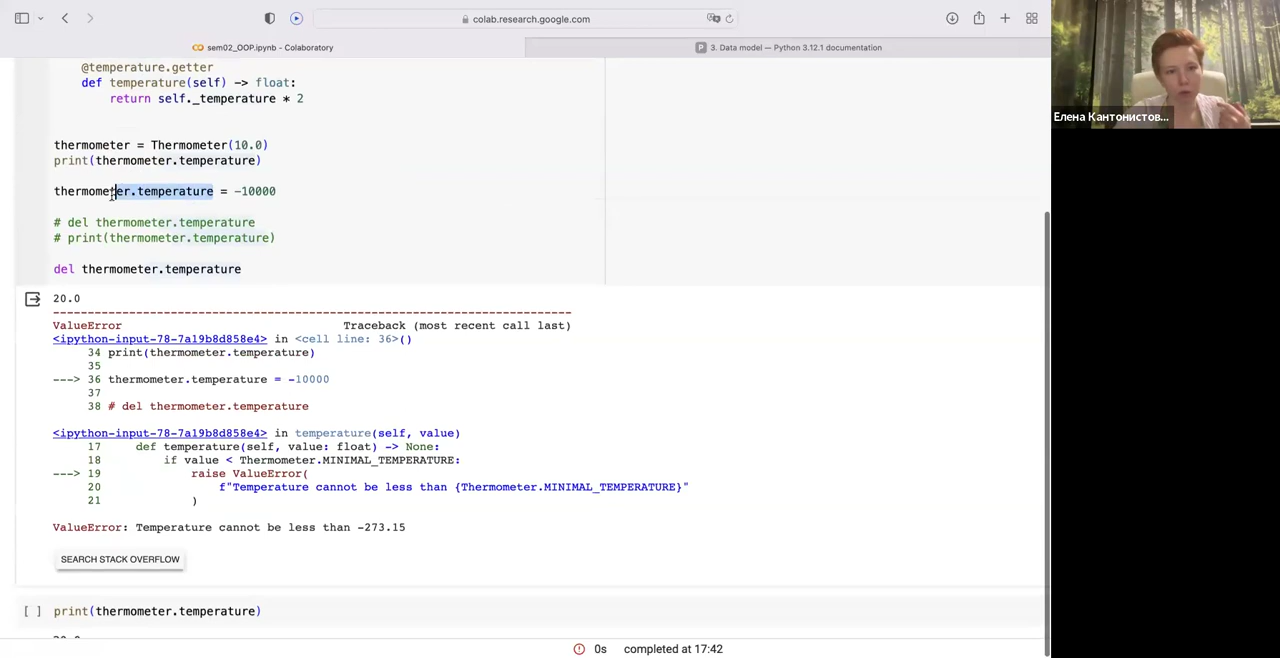 colab.research.google.com
sem02_OOP.ipynb - Colaboratory
3. Data model — Python 3.12.1 documentation
Елена Кантонистов...
@temperature.getter
def temperature(self) -> float:
return self._temperature * 2
thermometer = Thermometer(10.0)
print(thermometer.temperature)
thermometer.temperature = -10000
# del thermometer.temperature
# print(thermometer.temperature)
del thermometer.temperature
20.0
---------------------------------------------------------------------------
ValueError Traceback (most recent call last)
<ipython-input-78-7a19b8d858e4> in <cell line: 36>()
34 print(thermometer.temperature)
35
---> 36 thermometer.temperature = -10000
37
38 # del thermometer.temperature
<ipython-input-78-7a19b8d858e4> in temperature(self, value)
17 def temperature(self, value: float) -> None:
18 if value < Thermometer.MINIMAL_TEMPERATURE:
---> 19 raise ValueError(
20 f"Temperature cannot be less than {Thermometer.MINIMAL_TEMPERATURE}"
21 )
ValueError: Temperature cannot be less than -273.15
SEARCH STACK OVERFLOW
[ ] print(thermometer.temperature)
0s completed at 17:42